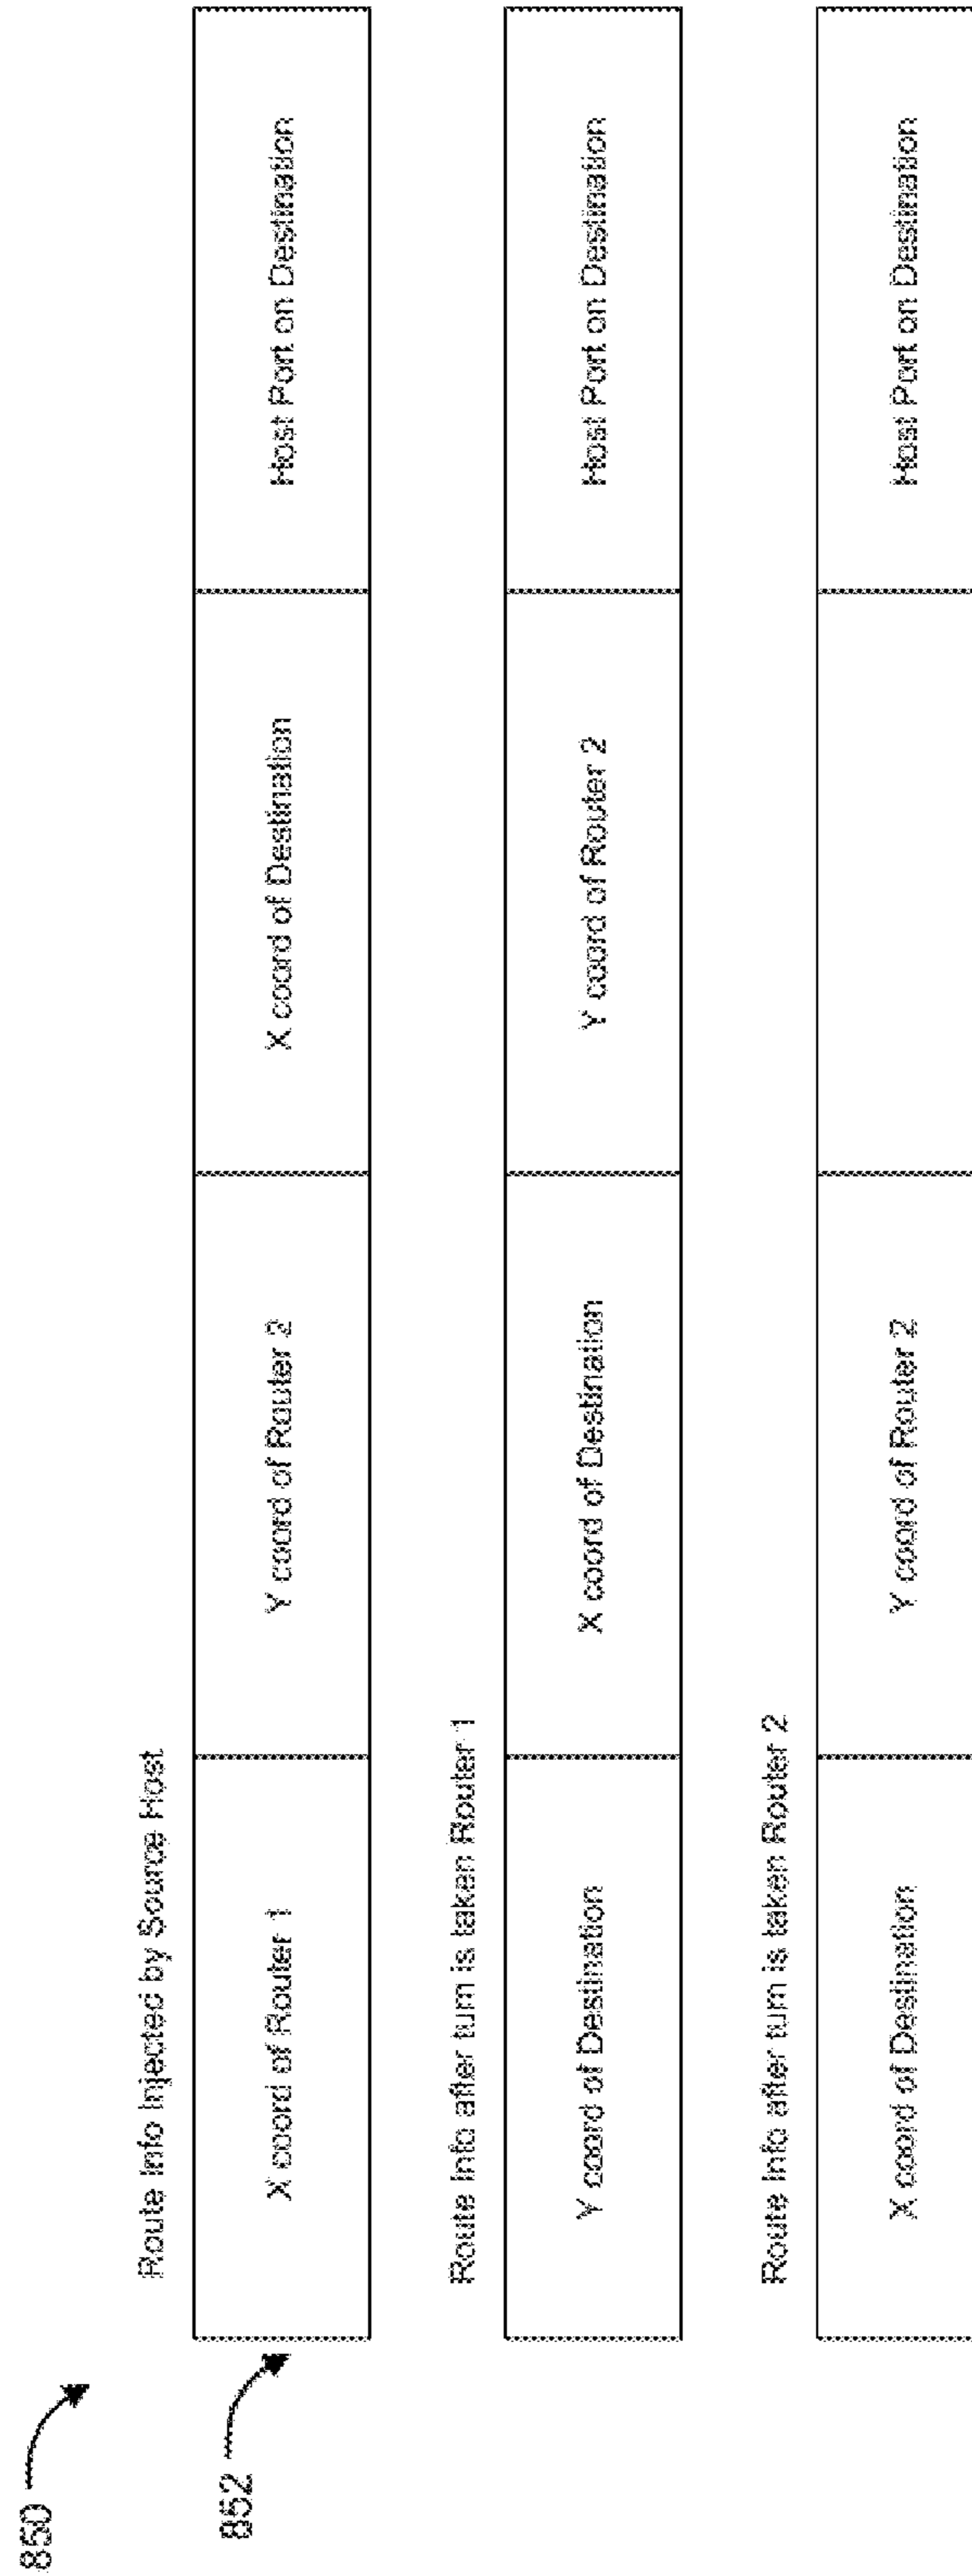 850
Route Info Injected by Source Host
852
X coord of Router 1
Y coord of Router 2
X coord of Destination
Host Port on Destination
Route Info after turn is taken Router 1
Y coord of Destination
X coord of Destination
Y coord of Router 2
Host Port on Destination
Route Info after turn is taken Router 2
X coord of Destination
Y coord of Router 2
Host Port on Destination